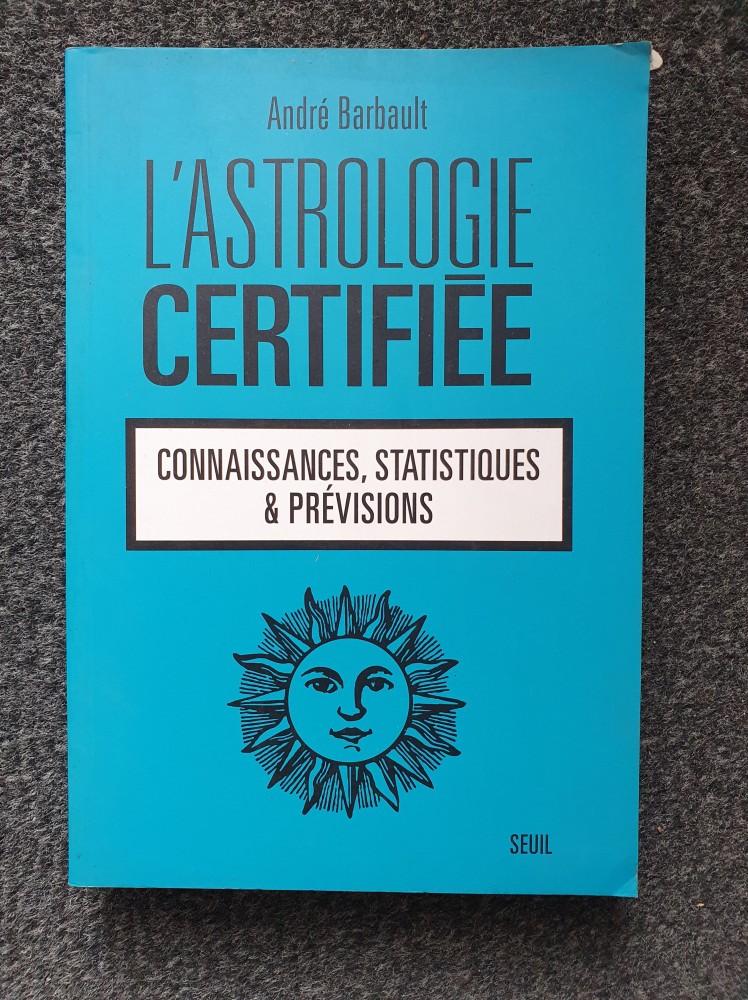 André Barbault
L'ASTROLOGIE
CERTIFIÉE
CONNAISSANCES, STATISTIQUES
& PRÉVISIONS
SEUIL